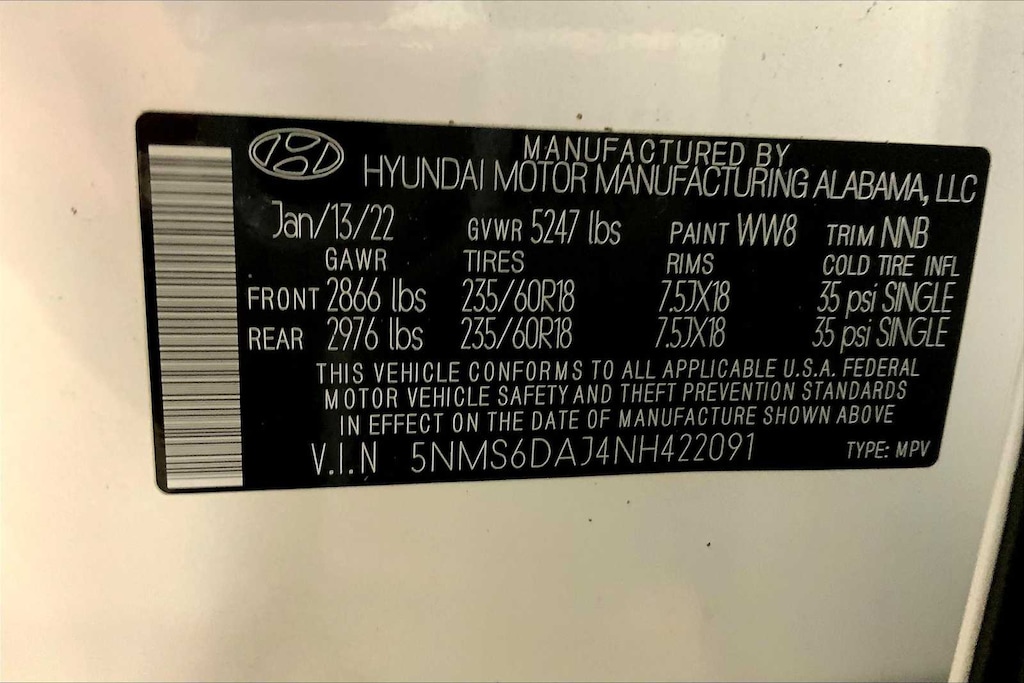 MANUFACTURED BY
HYUNDAI MOTOR MANUFACTURING ALABAMA, LLC
Jan/13/22 GVWR 5247 lbs PAINT WW8 TRIM NNB
GAWR TIRES RIMS COLD TIRE INFL
FRONT 2866 lbs 235/60R18 7.5JX18 35 psi SINGLE
REAR 2976 lbs 235/60R18 7.5JX18 35 psi SINGLE
THIS VEHICLE CONFORMS TO ALL APPLICABLE U.S.A. FEDERAL
MOTOR VEHICLE SAFETY AND THEFT PREVENTION STANDARDS
IN EFFECT ON THE DATE OF MANUFACTURE SHOWN ABOVE
V.I.N 5NMS6DAJ4NH422091 TYPE: MPV